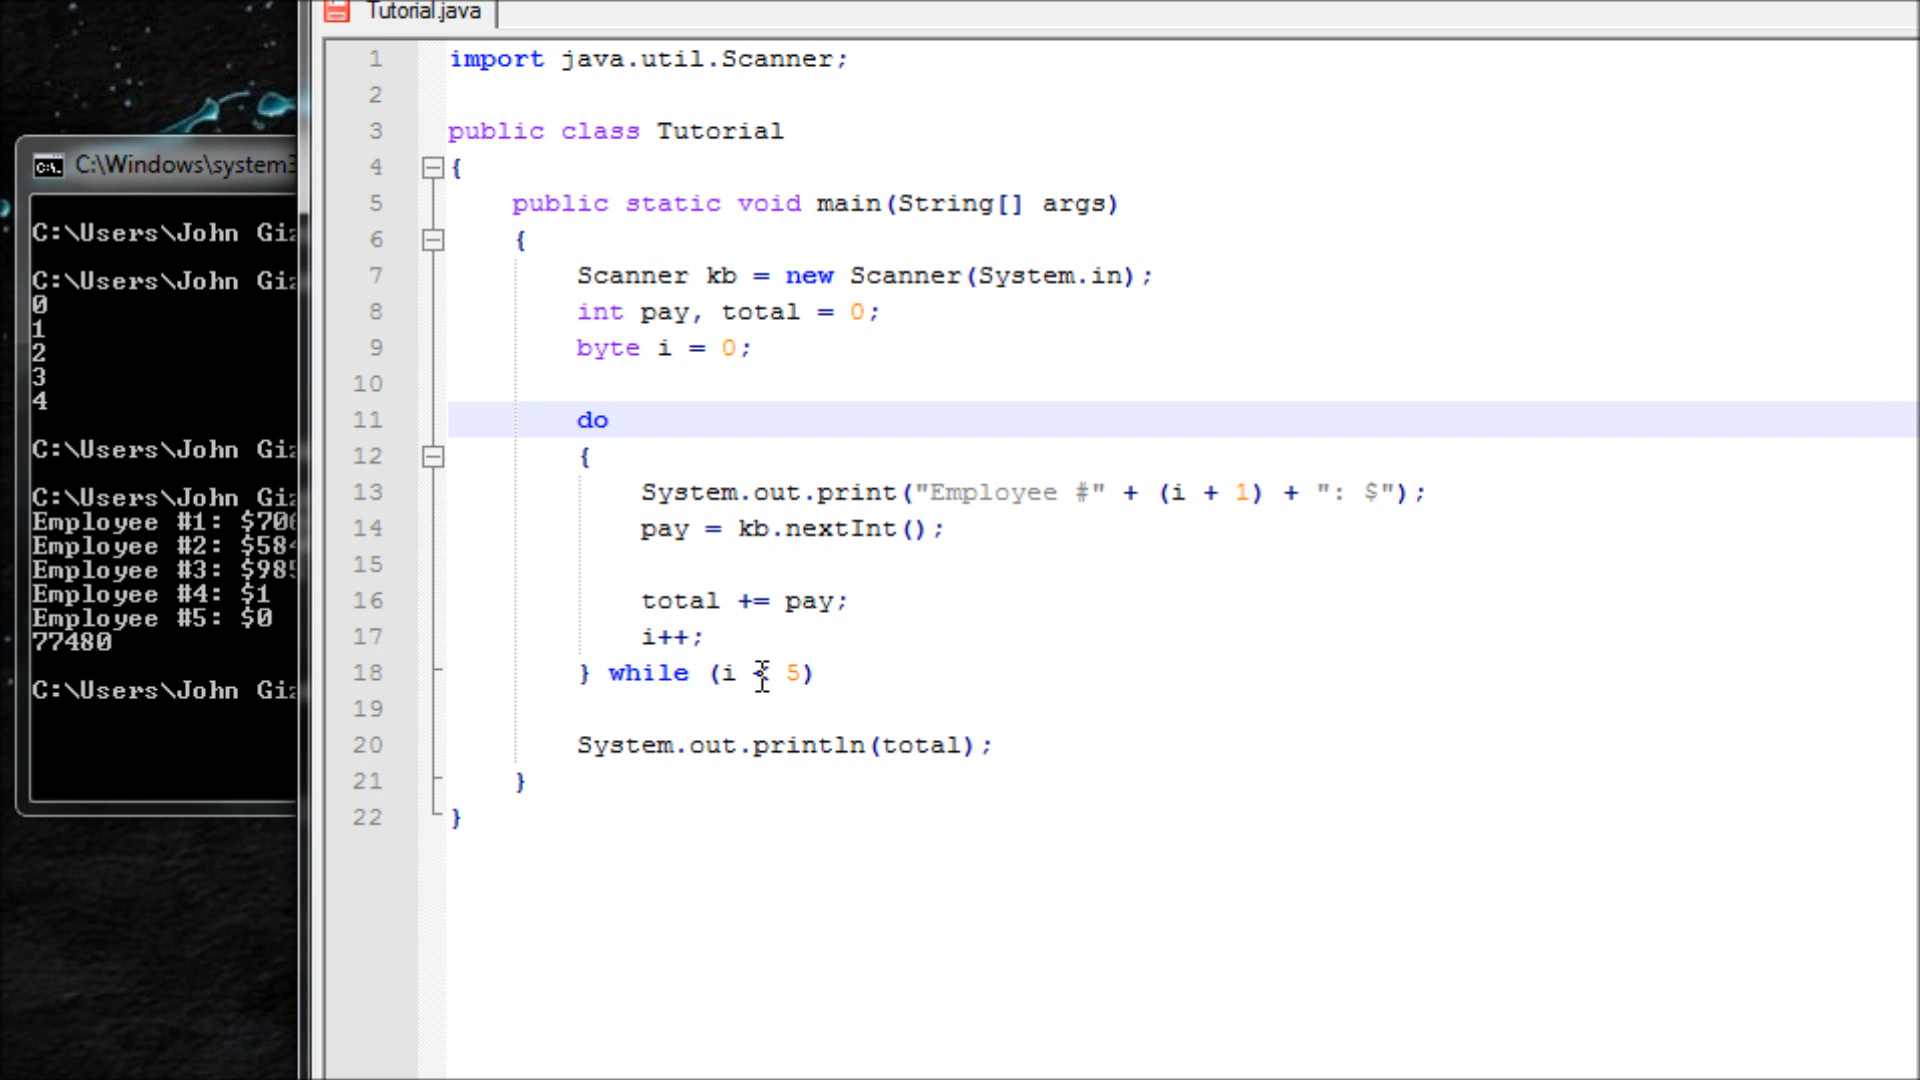 Tutorial.java
C:\Windows\system3
C:\Users\John Gi
C:\Users\John Gi
0
1
2
3
4
C:\Users\John Gi
C:\Users\John Gi
Employee #1: $706
Employee #2: $584
Employee #3: $985
Employee #4: $1
Employee #5: $0
77480
C:\Users\John Gi
1 import java.util.Scanner;
2
3 public class Tutorial
4 {
5 public static void main(String[] args)
6 {
7 Scanner kb = new Scanner(System.in);
8 int pay, total = 0;
9 byte i = 0;
10
11 do
12 {
13 System.out.print("Employee #" + (i + 1) + ": $");
14 pay = kb.nextInt();
15
16 total += pay;
17 i++;
18 } while (i < 5)
19
20 System.out.println(total);
21 }
22 }